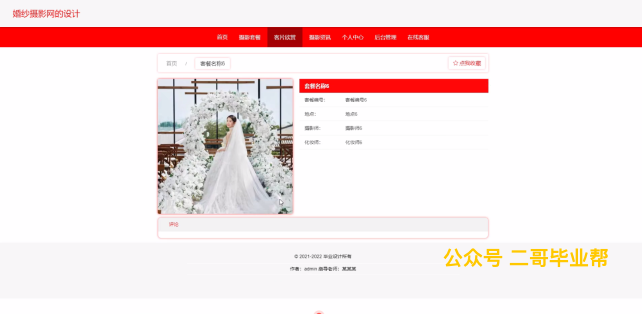 婚纱摄影网的设计
首页 摄影套餐 客片欣赏 摄影资讯 个人中心 后台管理 在线客服
首页 / 套餐名称6 点我收藏
套餐名称6
套餐编号： 套餐编号6
地点： 地点6
摄影师： 摄影师6
化妆师： 化妆师6
评论
© 2021-2022 毕业设计所有
作者：admin 指导老师：某某某
公众号 二哥毕业帮